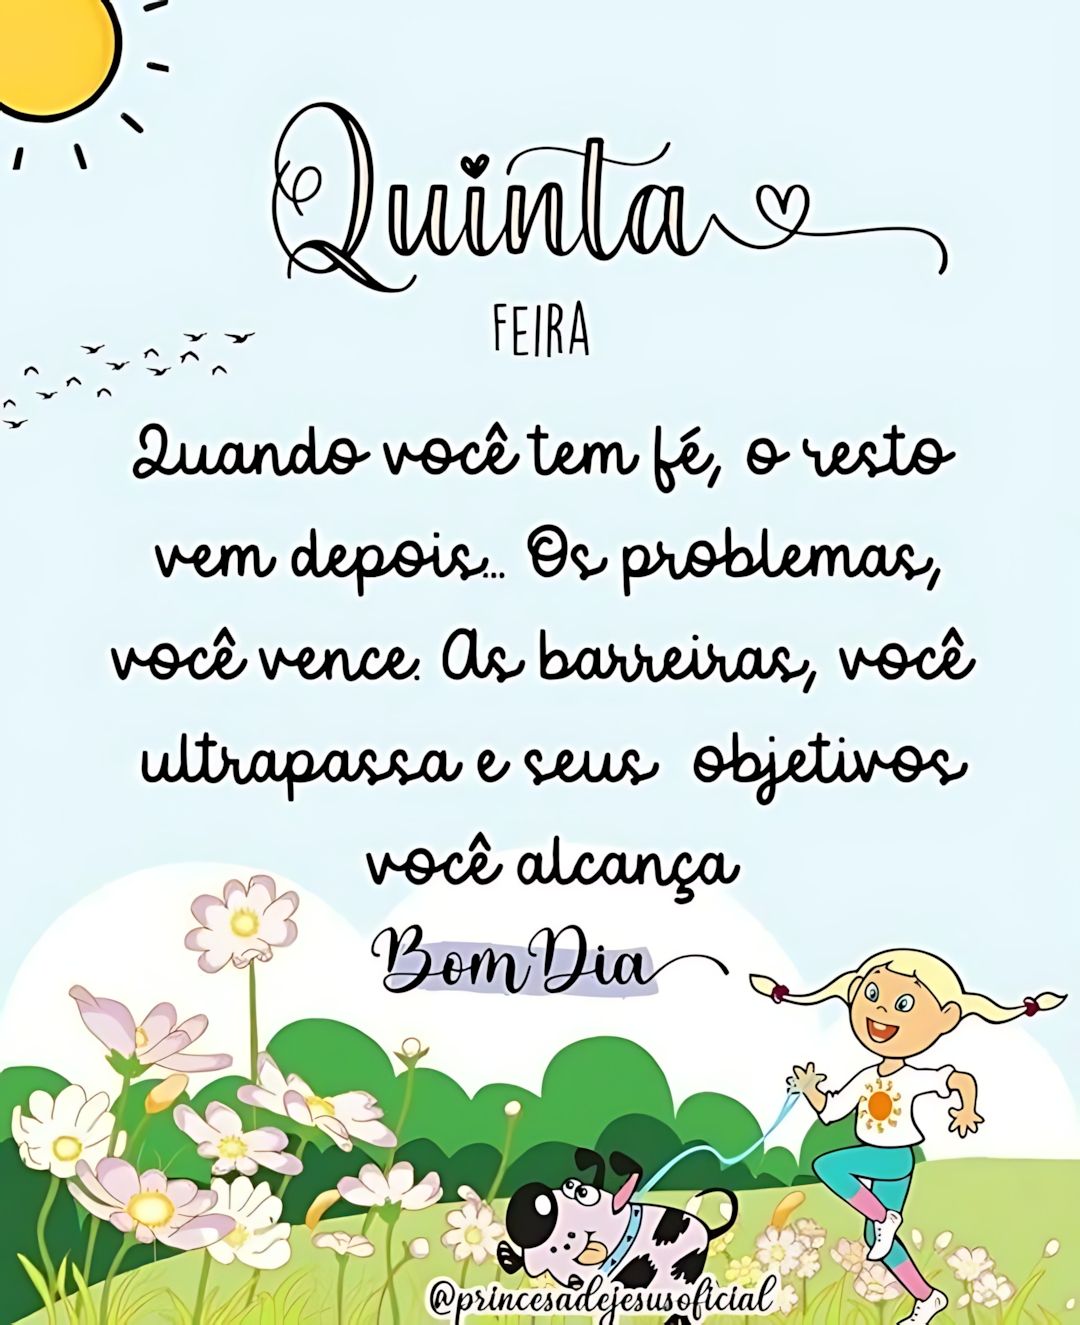 Quinta
FEIRA
Quando você tem fé, o resto
vem depois... Os problemas,
você vence. As barreiras, você
ultrapassa e seus objetivos
você alcança
Bom Dia
@princesadejesusoficial